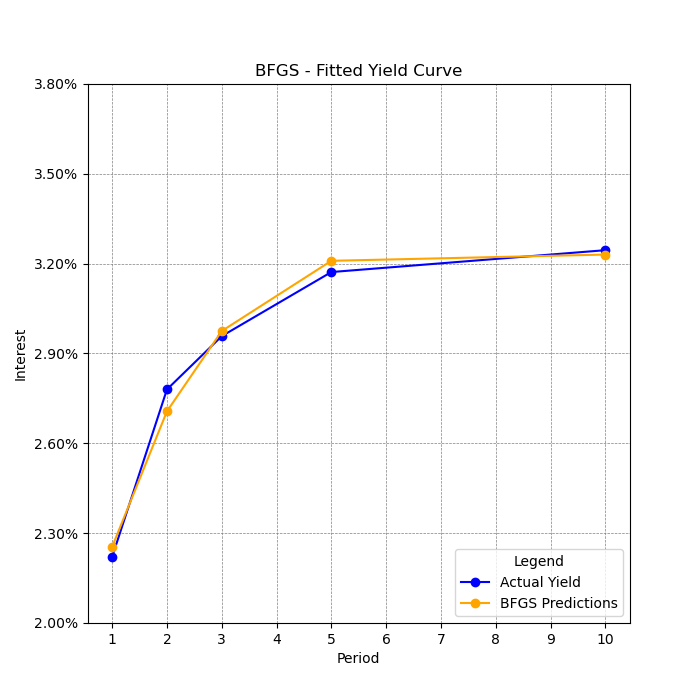 BFGS - Fitted Yield Curve
3.80%
3.50%
3.20%
2.90%
2.60%
2.30%
2.00%
Interest
1 2 3 4 5 6 7 8 9 10
Period
Legend
Actual Yield
BFGS Predictions